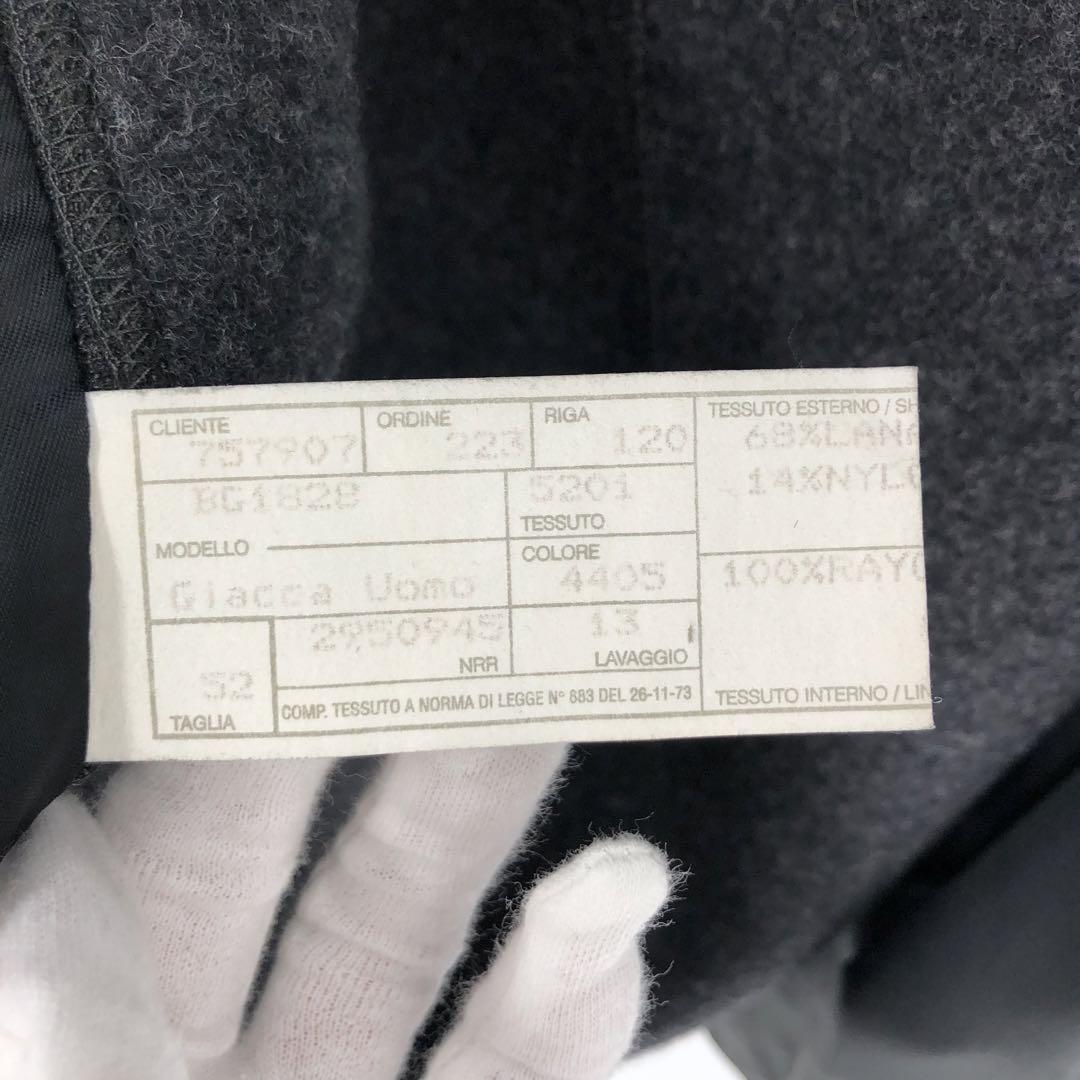 CLIENTE
757907
ORDINE
223
RIGA
120
TESSUTO ESTERNO / SH
68%LANA
14%NYLO
BG1828
MODELLO
Giacca Uomo
5201
TESSUTO
COLORE
4405
100%RAYO
52
TAGLIA
2950945
NRR
13
LAVAGGIO
COMP. TESSUTO A NORMA DI LEGGE N° 883 DEL 26-11-73
TESSUTO INTERNO / LIN